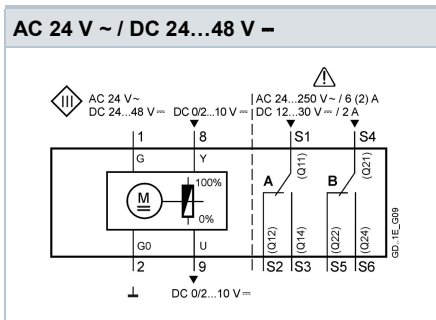 AC 24 V ~ / DC 24...48 V ⎓
III AC 24 V~ AC 24...250 V~ / 6 (2) A
DC 24...48 V⎓ DC 0/2...10 V⎓ DC 12...30 V⎓ / 2 A
1 8 S1 S4
G Y (Q11) (Q21)
100% A B
M
0% (Q12) (Q14) (Q22) (Q24)
G0 U
2 9 S2 S3 S5 S6
DC 0/2...10 V⎓
GD..1E_G09